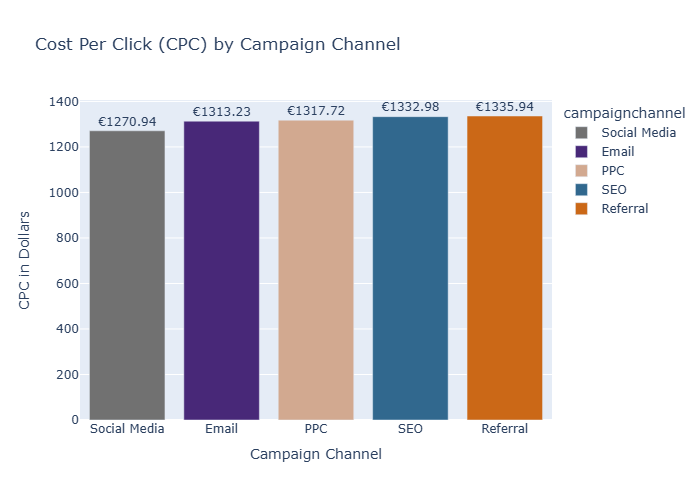 Cost Per Click (CPC) by Campaign Channel
CPC in Dollars
1400
1200
1000
800
600
400
200
0
€1270.94
€1313.23
€1317.72
€1332.98
€1335.94
Social Media
Email
PPC
SEO
Referral
Campaign Channel
campaignchannel
Social Media
Email
PPC
SEO
Referral